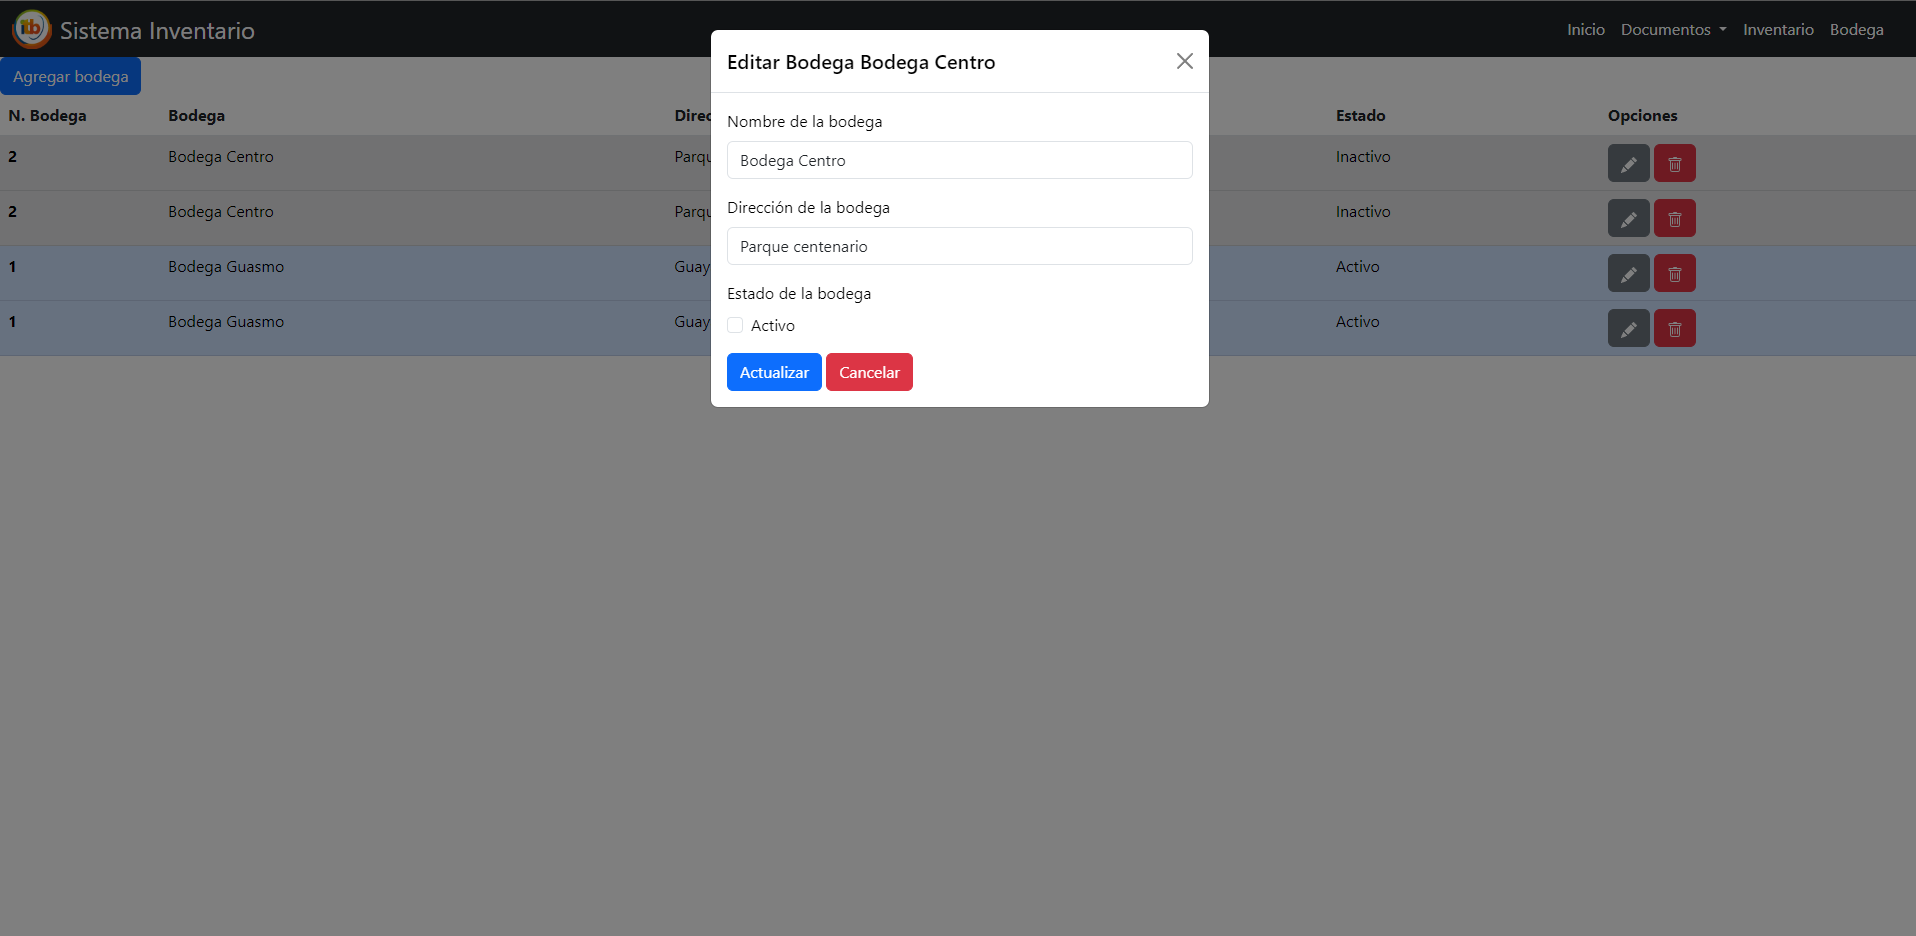 itb Sistema Inventario Inicio Documentos Inventario Bodega
Agregar bodega
Editar Bodega Bodega Centro
N. Bodega Bodega Direc Estado Opciones
2 Bodega Centro Parqu Inactivo
2 Bodega Centro Parqu Inactivo
1 Bodega Guasmo Guay Activo
1 Bodega Guasmo Guay Activo
Nombre de la bodega
Bodega Centro
Dirección de la bodega
Parque centenario
Estado de la bodega
Activo
Actualizar Cancelar